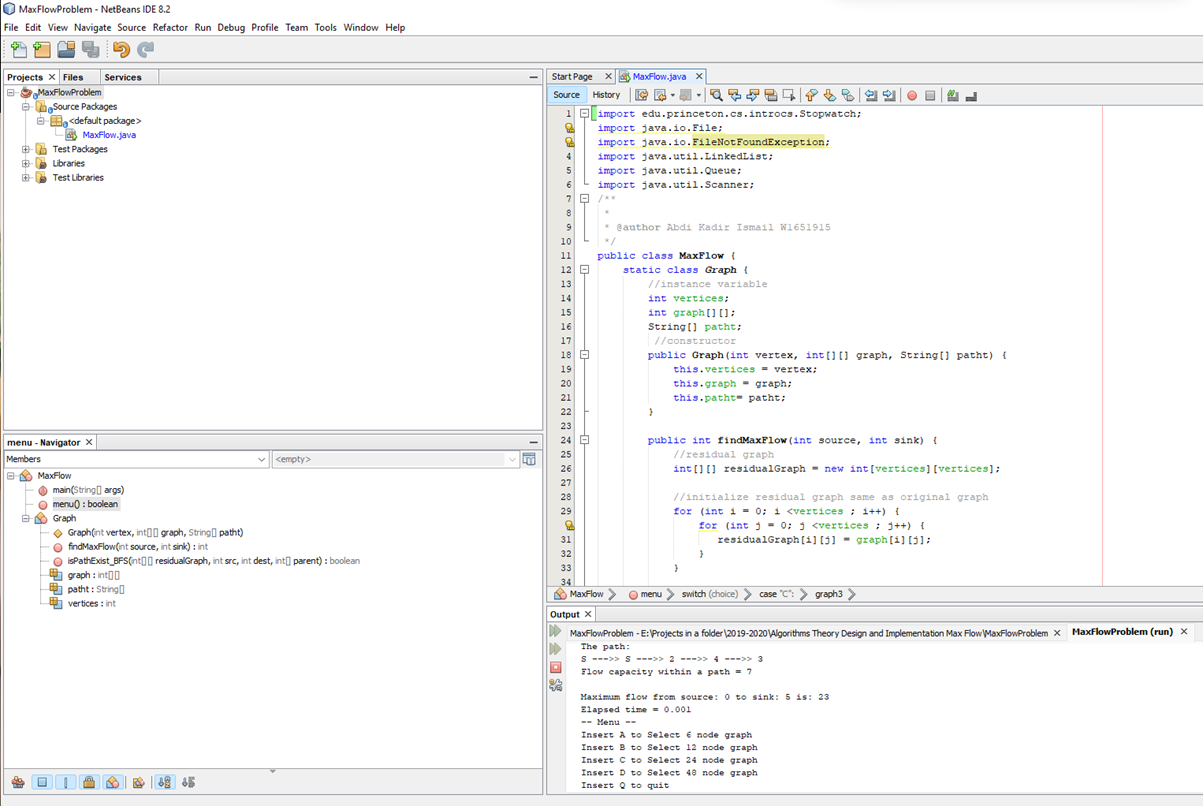 MaxFlowProblem - NetBeans IDE 8.2
File Edit View Navigate Source Refactor Run Debug Profile Team Tools Window Help
Projects Files Services
MaxFlowProblem
Source Packages
<default package>
MaxFlow.java
Test Packages
Libraries
Test Libraries
menu - Navigator
Members <empty>
MaxFlow
main(String[] args)
menu() : boolean
Graph
Graph(int vertex, int[][] graph, String[] patht)
findMaxFlow(int source, int sink) : int
isPathExist_BFS(int[][] residualGraph, int src, int dest, int[] parent) : boolean
graph : int[][]
patht : String[]
vertices : int
Start Page MaxFlow.java
Source History
1 import edu.princeton.cs.introcs.Stopwatch;
import java.io.File;
import java.io.FileNotFoundException;
4 import java.util.LinkedList;
5 import java.util.Queue;
6 import java.util.Scanner;
7 /**
8 *
9 * @author Abdi Kadir Ismail W1651915
10 */
11 public class MaxFlow {
12 static class Graph {
13 //instance variable
14 int vertices;
15 int graph[][];
16 String[] patht;
17 //constructor
18 public Graph(int vertex, int[][] graph, String[] patht) {
19 this.vertices = vertex;
20 this.graph = graph;
21 this.patht= patht;
22 }
23
24 public int findMaxFlow(int source, int sink) {
25 //residual graph
26 int[][] residualGraph = new int[vertices][vertices];
27
28 //initialize residual graph same as original graph
29 for (int i = 0; i <vertices ; i++) {
for (int j = 0; j <vertices ; j++) {
31 residualGraph[i][j] = graph[i][j];
32 }
33 }
34
MaxFlow menu switch (choice) case "C": graph3
Output
MaxFlowProblem - E:\Projects in a folder\2019-2020\Algorithms Theory Design and Implementation Max Flow\MaxFlowProblem MaxFlowProblem (run)
The path:
S --->> S --->> 2 --->> 4 --->> 3
Flow capacity within a path = 7
Maximum flow from source: 0 to sink: 5 is: 23
Elapsed time = 0.001
-- Menu --
Insert A to Select 6 node graph
Insert B to Select 12 node graph
Insert C to Select 24 node graph
Insert D to Select 48 node graph
Insert Q to quit